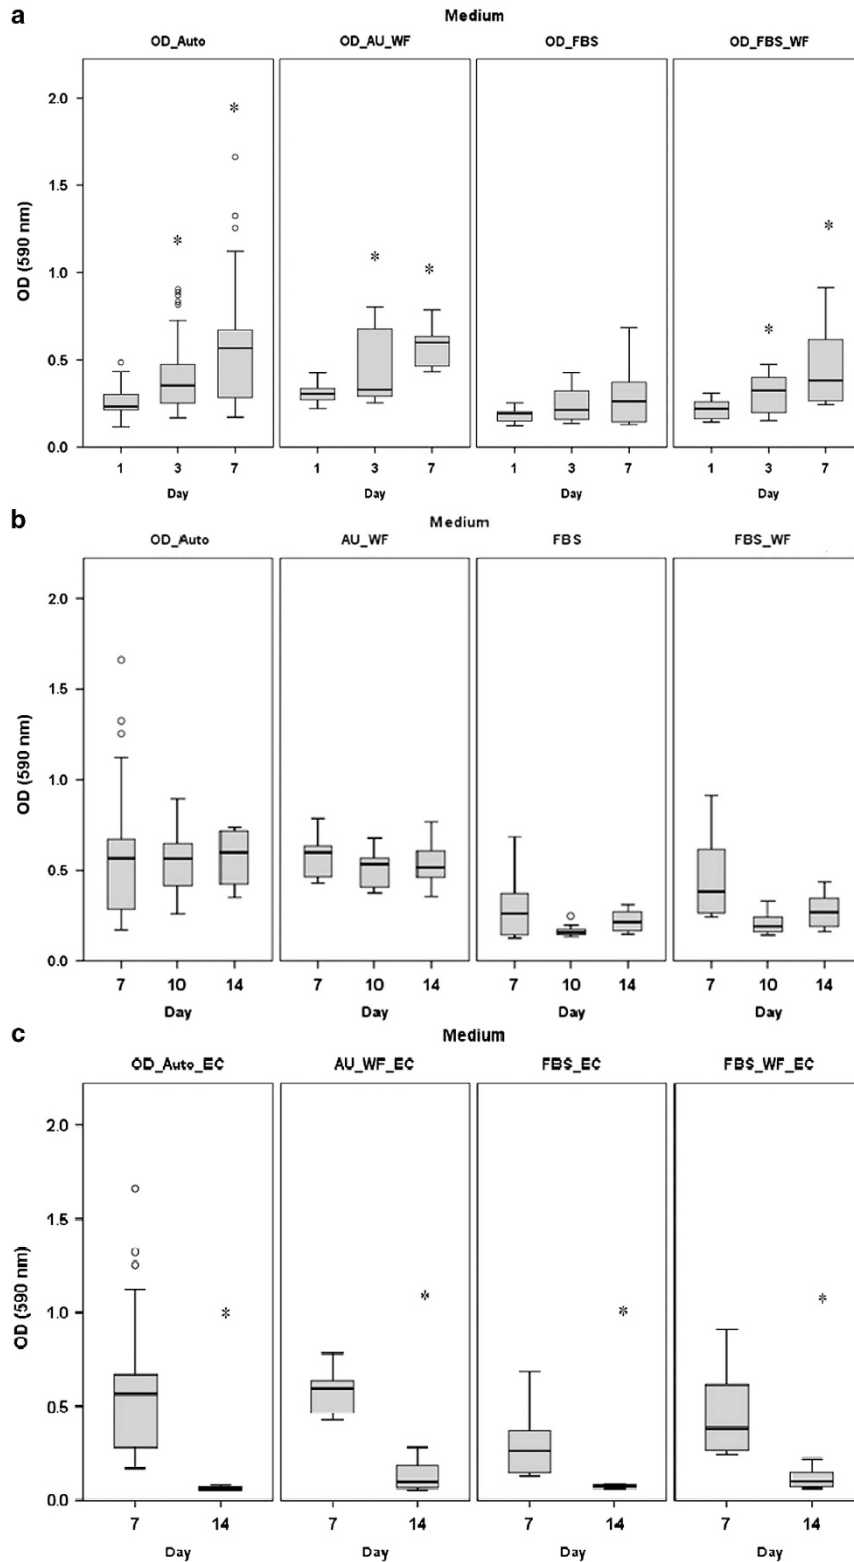 a
Medium
OD_Auto OD_AU_WF OD_FBS OD_FBS_WF
OD (590 nm)
2.0
1.5
1.0
0.5
0.0
* * * * * *
1 3 7 1 3 7 1 3 7 1 3 7
Day Day Day Day
b
Medium
OD_Auto AU_WF FBS FBS_WF
OD (590 nm)
2.0
1.5
1.0
0.5
0.0
7 10 14 7 10 14 7 10 14 7 10 14
Day Day Day Day
c
Medium
OD_Auto_EC AU_WF_EC FBS_EC FBS_WF_EC
OD (590 nm)
2.0
1.5
1.0
0.5
0.0
* * * *
7 14 7 14 7 14 7 14
Day Day Day Day